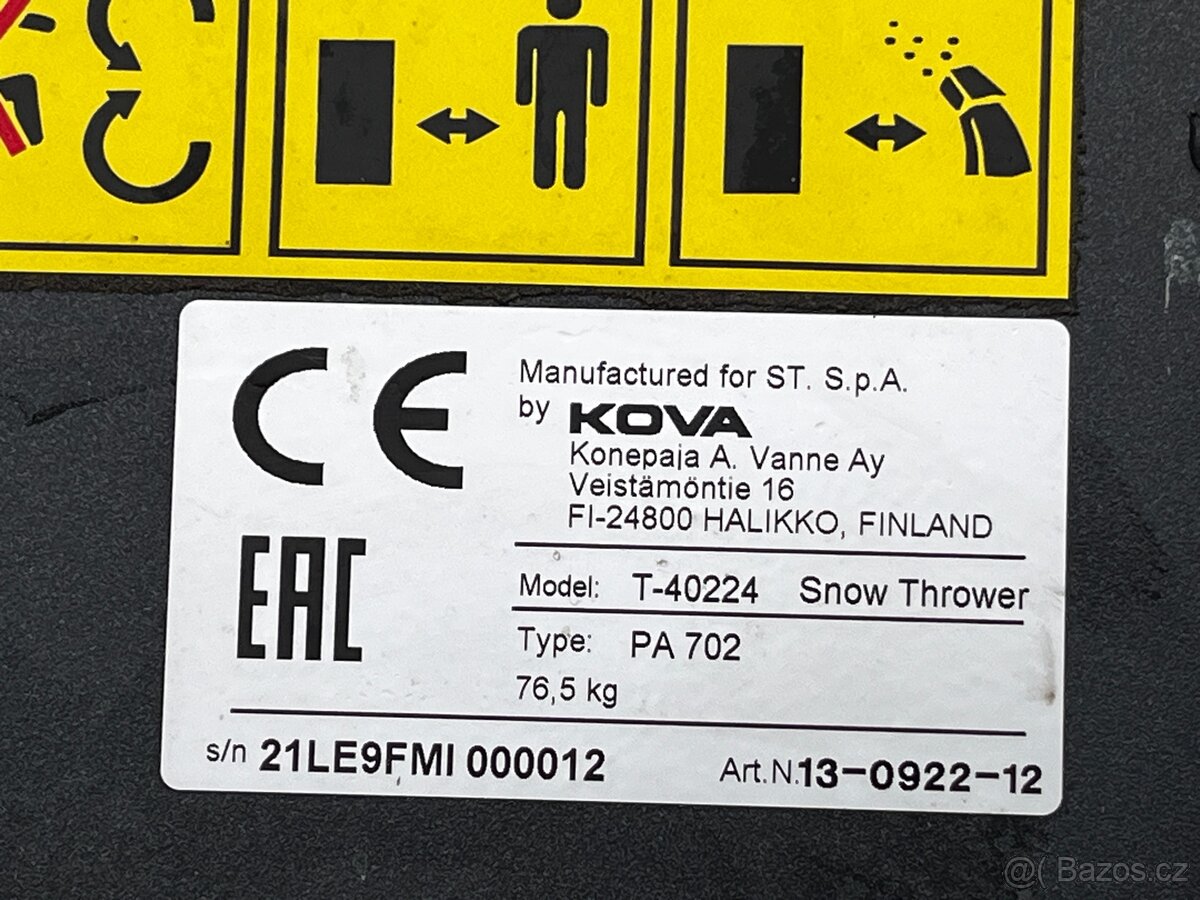 CE
Manufactured for ST. S.p.A.
by KOVA
Konepaja A. Vanne Ay
Veistämöntie 16
FI-24800 HALIKKO, FINLAND
EAC
Model: T-40224 Snow Thrower
Type: PA 702
76,5 kg
s/n 21LE9FMI 000012 Art.N.13-0922-12
@( Bazos.cz